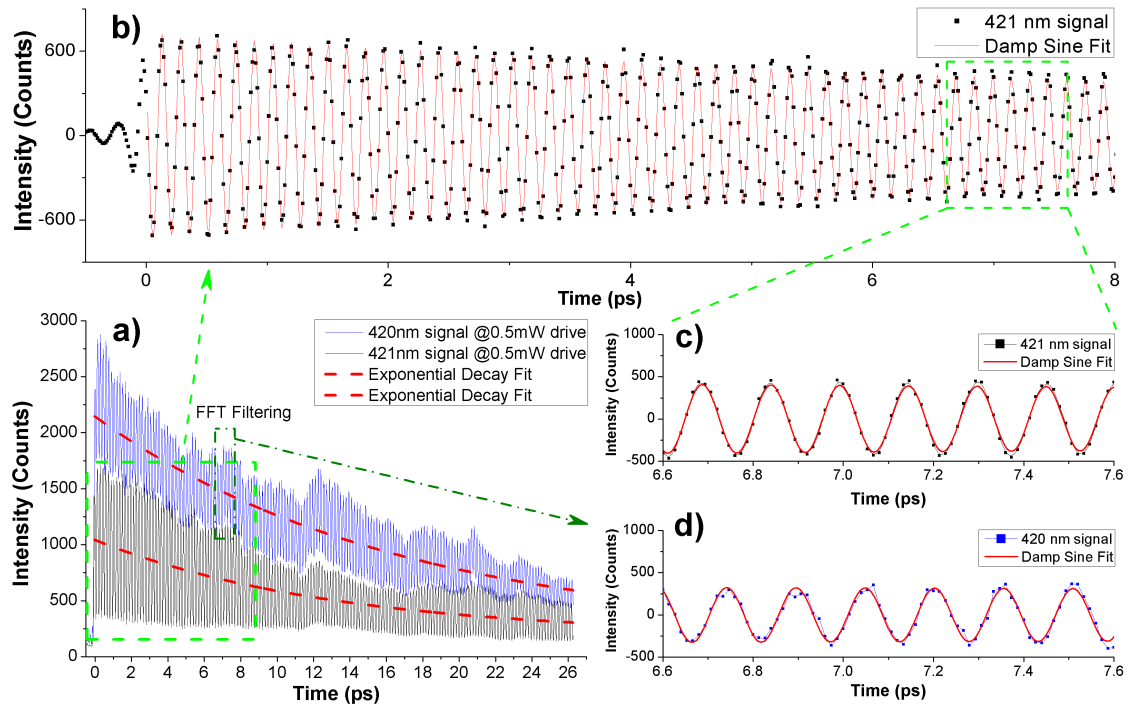 b)
421 nm signal
Damp Sine Fit
Intensity (Counts)
600
0
-600
0 2 4 6 8
Time (ps)
a)
420nm signal @0.5mW drive
421nm signal @0.5mW drive
Exponential Decay Fit
Exponential Decay Fit
FFT Filtering
Intensity (Counts)
3000
2500
2000
1500
1000
500
0
0 2 4 6 8 10 12 14 16 18 20 22 24 26
Time (ps)
c)
421 nm signal
Damp Sine Fit
Intensity (Counts)
1000
500
0
-500
6.6 6.8 7.0 7.2 7.4 7.6
Time (ps)
d)
420 nm signal
Damp Sine Fit
Intensity (Counts)
1000
500
0
-500
6.6 6.8 7.0 7.2 7.4 7.6
Time (ps)